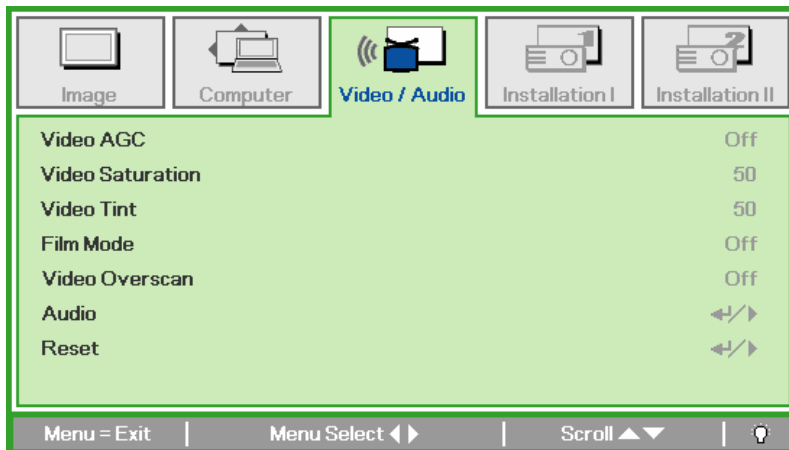 Image Computer Video / Audio Installation I Installation II
Video AGC Off
Video Saturation 50
Video Tint 50
Film Mode Off
Video Overscan Off
Audio
Reset
Menu = Exit Menu Select Scroll